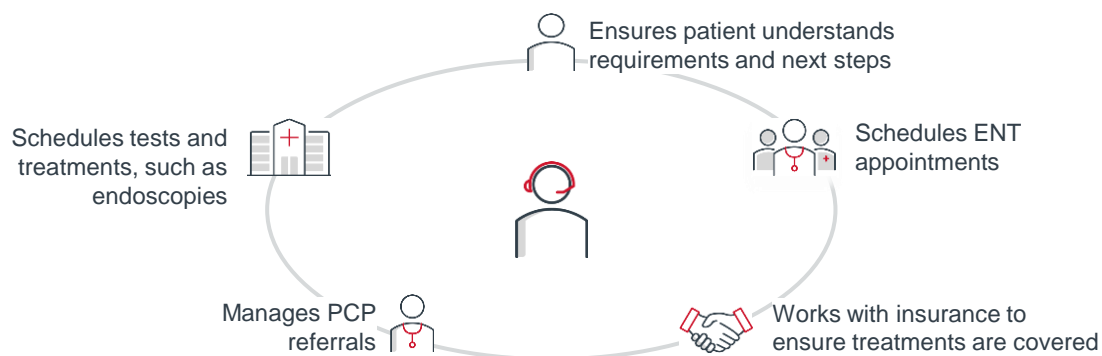 Ensures patient understands
requirements and next steps
Schedules tests and
treatments, such as
endoscopies
Schedules ENT
appointments
Manages PCP
referrals
Works with insurance to
ensure treatments are covered